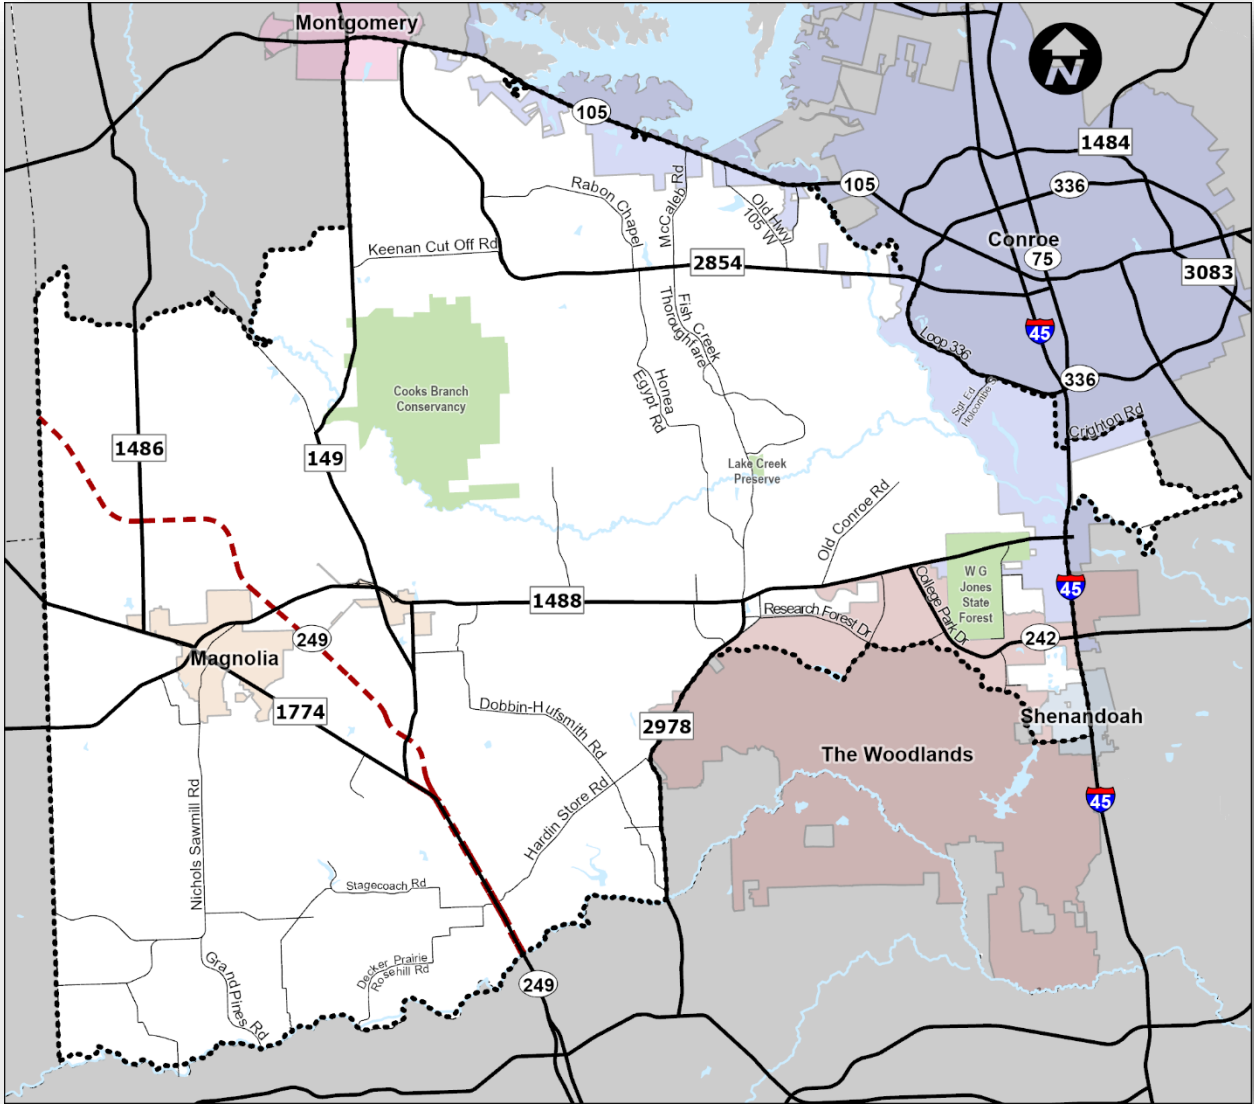 Montgomery
N
105
1484
105
336
Rabon Chapel
McCaleb Rd
Old Hwy
105 W
Keenan Cut Off Rd
Conroe
75
2854
3083
Fish Creek
Thoroughfare
45
Loop 336
336
Honea
Egypt Rd
Sgt Ed
Holcombe S
Cooks Branch
Conservancy
Crighton Rd
1486
149
Lake Creek
Preserve
Old Conroe Rd
W G
Jones
State
Forest
College Park Dr
45
1488
Research Forest Dr
249
242
Magnolia
1774
Dobbin-Hufsmith Rd
2978
Shenandoah
The Woodlands
Nichols Sawmill Rd
Hardin Store Rd
45
Stagecoach Rd
Decker Prairie
Rosehill Rd
Grand Pines Rd
249